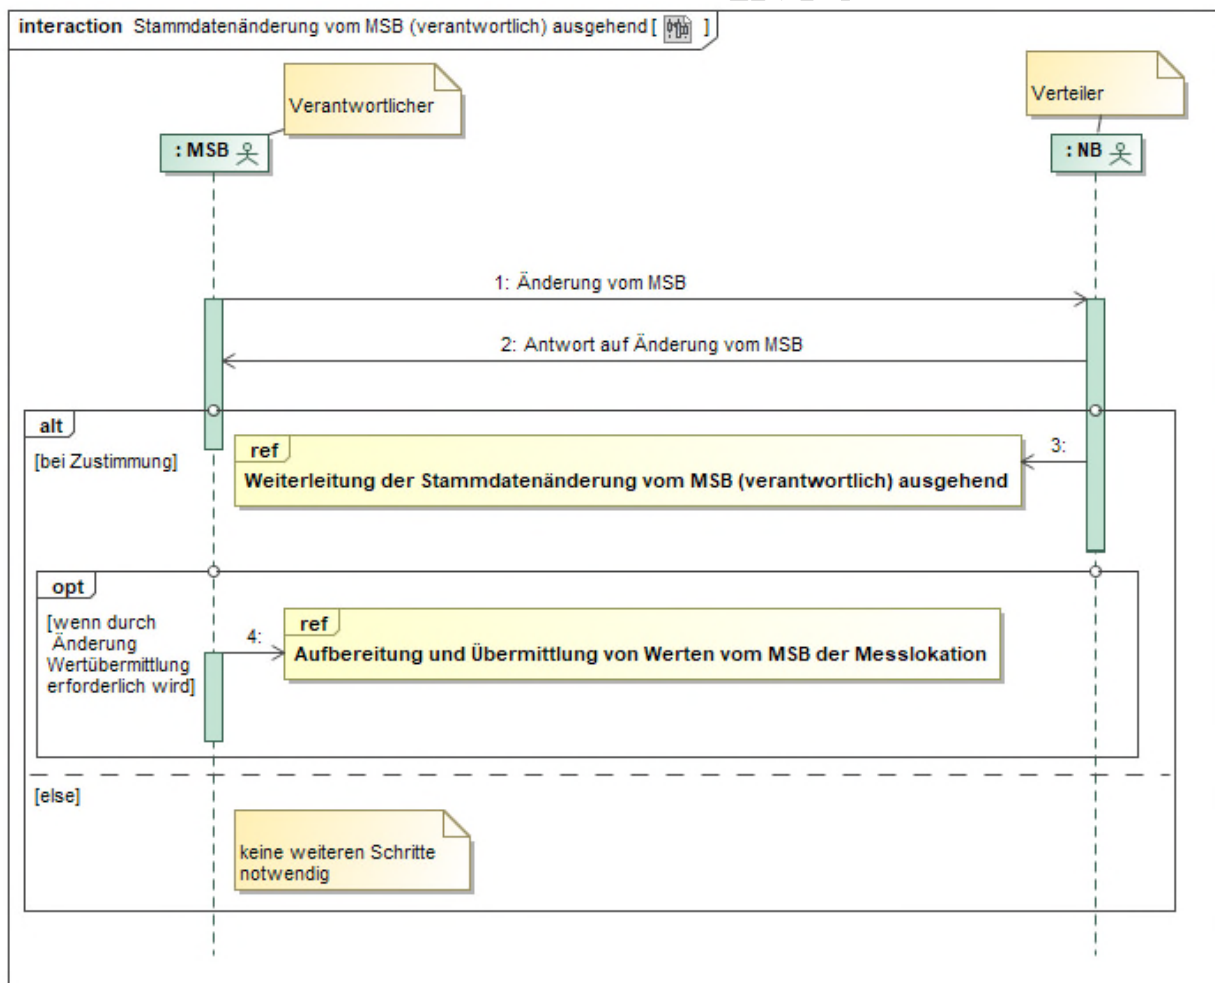 interaction Stammdatenänderung vom MSB (verantwortlich) ausgehend [ ]
Verantwortlicher
Verteiler
: MSB
: NB
1: Änderung vom MSB
2: Antwort auf Änderung vom MSB
alt
[bei Zustimmung]
ref
3:
Weiterleitung der Stammdatenänderung vom MSB (verantwortlich) ausgehend
opt
[wenn durch
Änderung
Wertübermittlung
erforderlich wird]
4:
ref
Aufbereitung und Übermittlung von Werten vom MSB der Messlokation
[else]
keine weiteren Schritte
notwendig